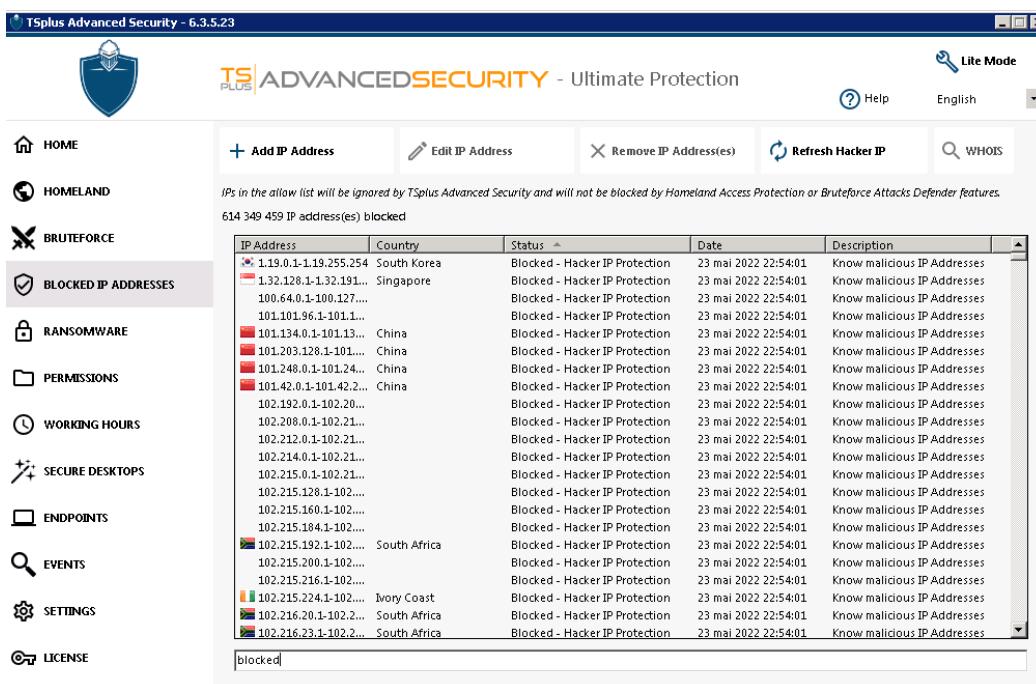 TSplus Advanced Security - 6.3.5.23
TS PLUS ADVANCEDSECURITY - Ultimate Protection
Lite Mode
Help
English
HOME
HOMELAND
BRUTEFORCE
BLOCKED IP ADDRESSES
RANSOMWARE
PERMISSIONS
WORKING HOURS
SECURE DESKTOPS
ENDPOINTS
EVENTS
SETTINGS
LICENSE
Add IP Address Edit IP Address Remove IP Address(es) Refresh Hacker IP WHOIS
IPs in the allow list will be ignored by TSplus Advanced Security and will not be blocked by Homeland Access Protection or Bruteforce Attacks Defender features.
614 349 459 IP address(es) blocked
IP Address Country Status Date Description
1.19.0.1-1.19.255.254 South Korea Blocked - Hacker IP Protection 23 mai 2022 22:54:01 Know malicious IP Addresses
1.32.128.1-1.32.191... Singapore Blocked - Hacker IP Protection 23 mai 2022 22:54:01 Know malicious IP Addresses
100.64.0.1-100.127.... Blocked - Hacker IP Protection 23 mai 2022 22:54:01 Know malicious IP Addresses
101.101.96.1-101.1... Blocked - Hacker IP Protection 23 mai 2022 22:54:01 Know malicious IP Addresses
101.134.0.1-101.13... China Blocked - Hacker IP Protection 23 mai 2022 22:54:01 Know malicious IP Addresses
101.203.128.1-101.... China Blocked - Hacker IP Protection 23 mai 2022 22:54:01 Know malicious IP Addresses
101.248.0.1-101.24... China Blocked - Hacker IP Protection 23 mai 2022 22:54:01 Know malicious IP Addresses
101.42.0.1-101.42.2... China Blocked - Hacker IP Protection 23 mai 2022 22:54:01 Know malicious IP Addresses
102.192.0.1-102.20... Blocked - Hacker IP Protection 23 mai 2022 22:54:01 Know malicious IP Addresses
102.208.0.1-102.21... Blocked - Hacker IP Protection 23 mai 2022 22:54:01 Know malicious IP Addresses
102.212.0.1-102.21... Blocked - Hacker IP Protection 23 mai 2022 22:54:01 Know malicious IP Addresses
102.214.0.1-102.21... Blocked - Hacker IP Protection 23 mai 2022 22:54:01 Know malicious IP Addresses
102.215.0.1-102.21... Blocked - Hacker IP Protection 23 mai 2022 22:54:01 Know malicious IP Addresses
102.215.128.1-102.... Blocked - Hacker IP Protection 23 mai 2022 22:54:01 Know malicious IP Addresses
102.215.160.1-102.... Blocked - Hacker IP Protection 23 mai 2022 22:54:01 Know malicious IP Addresses
102.215.184.1-102.... Blocked - Hacker IP Protection 23 mai 2022 22:54:01 Know malicious IP Addresses
102.215.192.1-102.... South Africa Blocked - Hacker IP Protection 23 mai 2022 22:54:01 Know malicious IP Addresses
102.215.200.1-102.... Blocked - Hacker IP Protection 23 mai 2022 22:54:01 Know malicious IP Addresses
102.215.216.1-102.... Blocked - Hacker IP Protection 23 mai 2022 22:54:01 Know malicious IP Addresses
102.215.224.1-102.... Ivory Coast Blocked - Hacker IP Protection 23 mai 2022 22:54:01 Know malicious IP Addresses
102.216.20.1-102.2... South Africa Blocked - Hacker IP Protection 23 mai 2022 22:54:01 Know malicious IP Addresses
102.216.23.1-102.2... South Africa Blocked - Hacker IP Protection 23 mai 2022 22:54:01 Know malicious IP Addresses
blocked